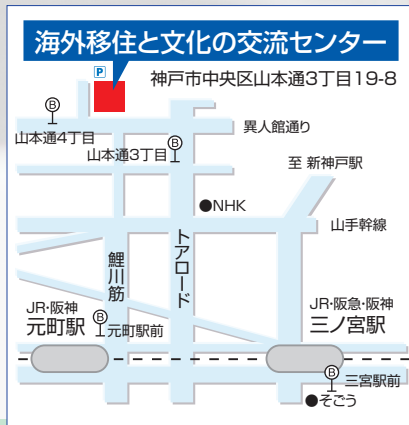 海外移住と文化の交流センター
P
神戸市中央区山本通3丁目19-8
B
山本通4丁目
B
山本通3丁目
異人館通り
至 新神戸駅
●NHK
山手幹線
鯉川筋
トアロード
JR・阪神
元町駅
B
元町駅前
JR・阪急・阪神
三ノ宮駅
B
三宮駅前
●そごう